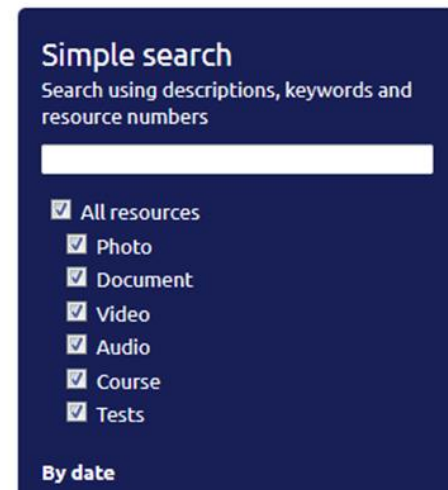 Simple search
Search using descriptions, keywords and
resource numbers
All resources
Photo
Document
Video
Audio
Course
Tests
By date